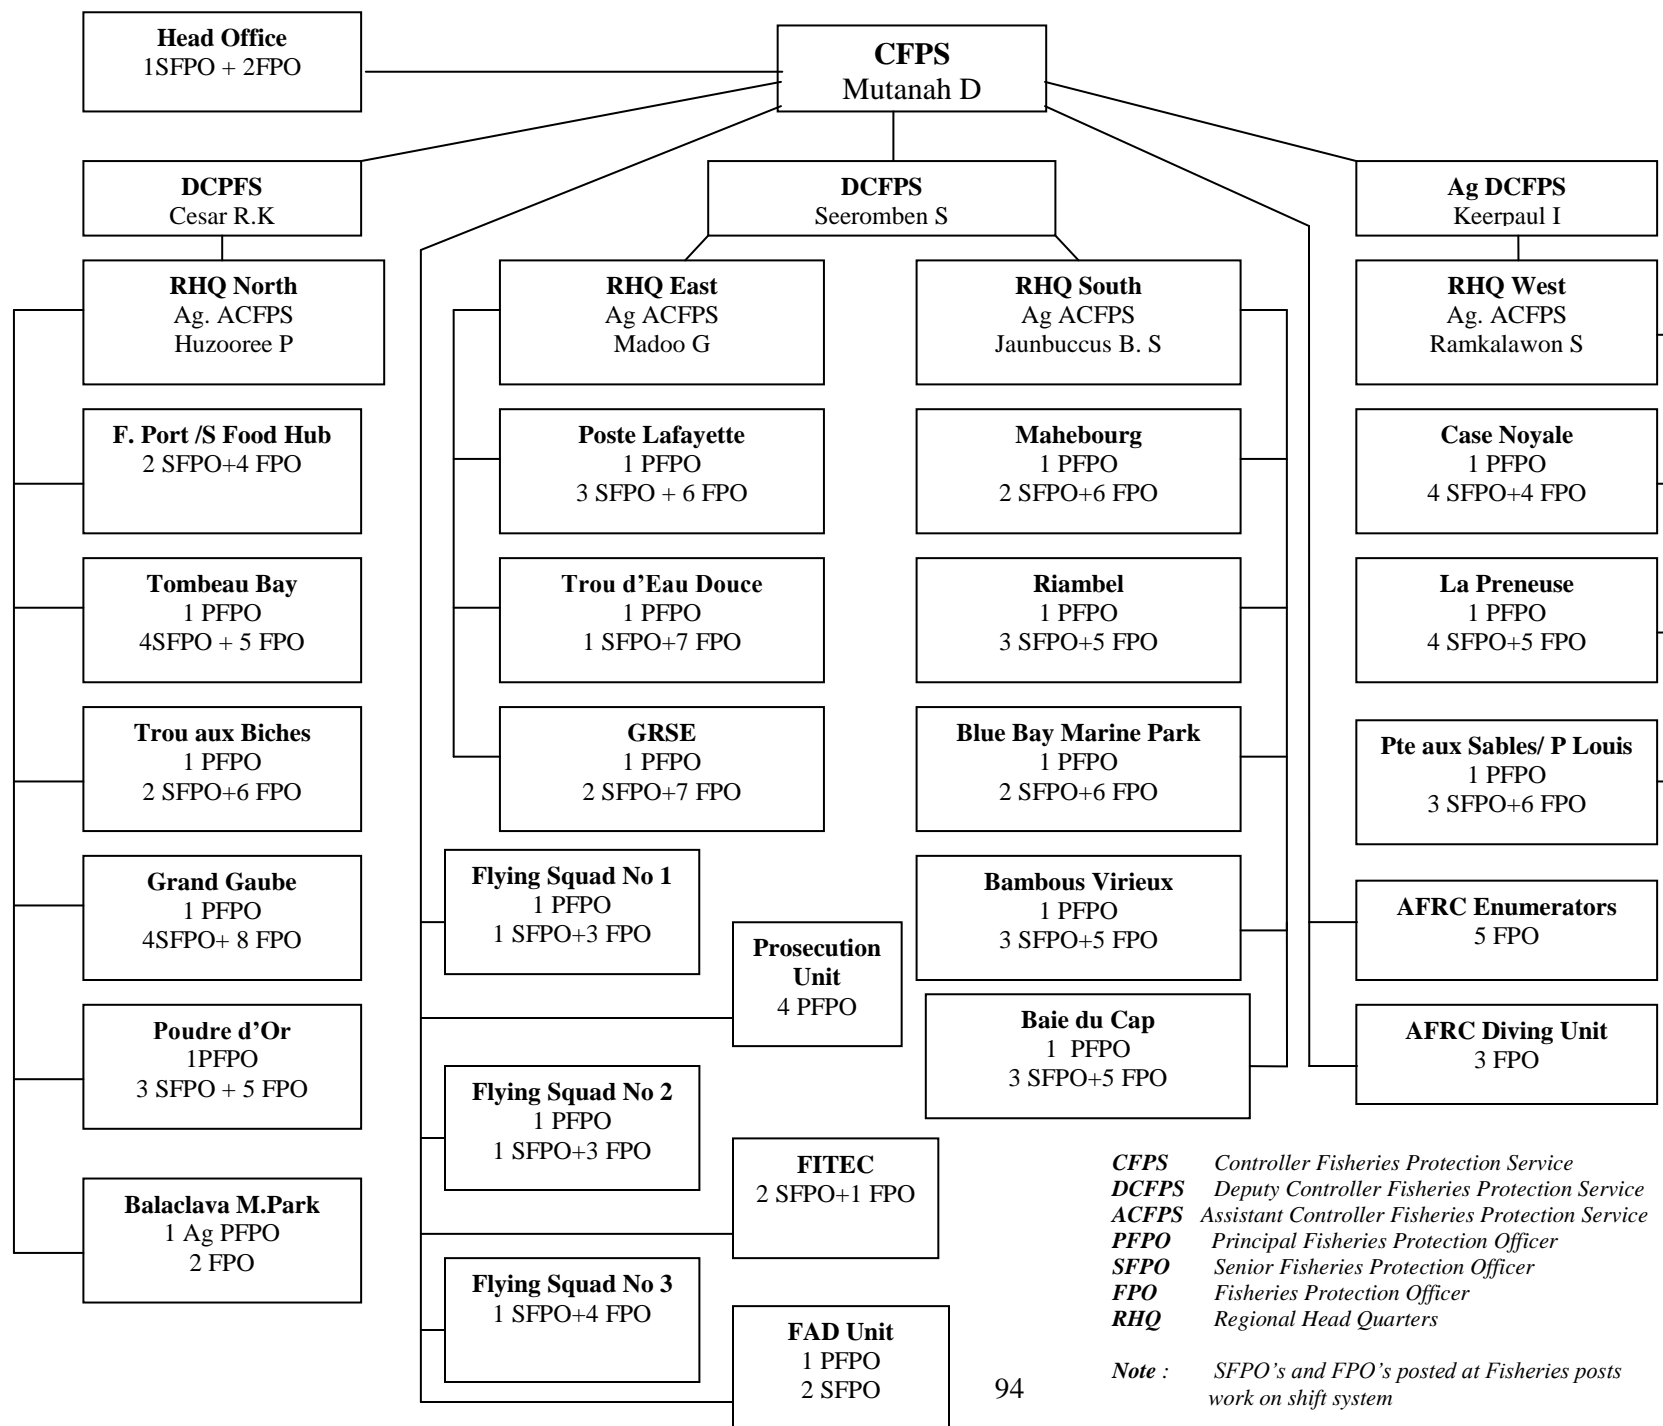 Head Office
1SFPO + 2FPO
CFPS
Mutanah D
DCPFS
Cesar R.K
DCFPS
Seeromben S
Ag DCFPS
Keerpaul I
RHQ North
Ag. ACFPS
Huzooree P
RHQ East
Ag ACFPS
Madoo G
RHQ South
Ag ACFPS
Jaunbuccus B. S
RHQ West
Ag. ACFPS
Ramkalawon S
F. Port /S Food Hub
2 SFPO+4 FPO
Poste Lafayette
1 PFPO
3 SFPO + 6 FPO
Mahebourg
1 PFPO
2 SFPO+6 FPO
Case Noyale
1 PFPO
4 SFPO+4 FPO
Tombeau Bay
1 PFPO
4SFPO + 5 FPO
Trou d’Eau Douce
1 PFPO
1 SFPO+7 FPO
Riambel
1 PFPO
3 SFPO+5 FPO
La Preneuse
1 PFPO
4 SFPO+5 FPO
Trou aux Biches
1 PFPO
2 SFPO+6 FPO
GRSE
1 PFPO
2 SFPO+7 FPO
Blue Bay Marine Park
1 PFPO
2 SFPO+6 FPO
Pte aux Sables/ P Louis
1 PFPO
3 SFPO+6 FPO
Grand Gaube
1 PFPO
4SFPO+ 8 FPO
Flying Squad No 1
1 PFPO
1 SFPO+3 FPO
Prosecution
Unit
4 PFPO
Bambous Virieux
1 PFPO
3 SFPO+5 FPO
AFRC Enumerators
5 FPO
Poudre d’Or
1PFPO
3 SFPO + 5 FPO
Flying Squad No 2
1 PFPO
1 SFPO+3 FPO
Baie du Cap
1 PFPO
3 SFPO+5 FPO
AFRC Diving Unit
3 FPO
Balaclava M.Park
1 Ag PFPO
2 FPO
FITEC
2 SFPO+1 FPO
Flying Squad No 3
1 SFPO+4 FPO
FAD Unit
1 PFPO
2 SFPO
CFPS Controller Fisheries Protection Service
DCFPS Deputy Controller Fisheries Protection Service
ACFPS Assistant Controller Fisheries Protection Service
PFPO Principal Fisheries Protection Officer
SFPO Senior Fisheries Protection Officer
FPO Fisheries Protection Officer
RHQ Regional Head Quarters
Note : SFPO’s and FPO’s posted at Fisheries posts
work on shift system
94